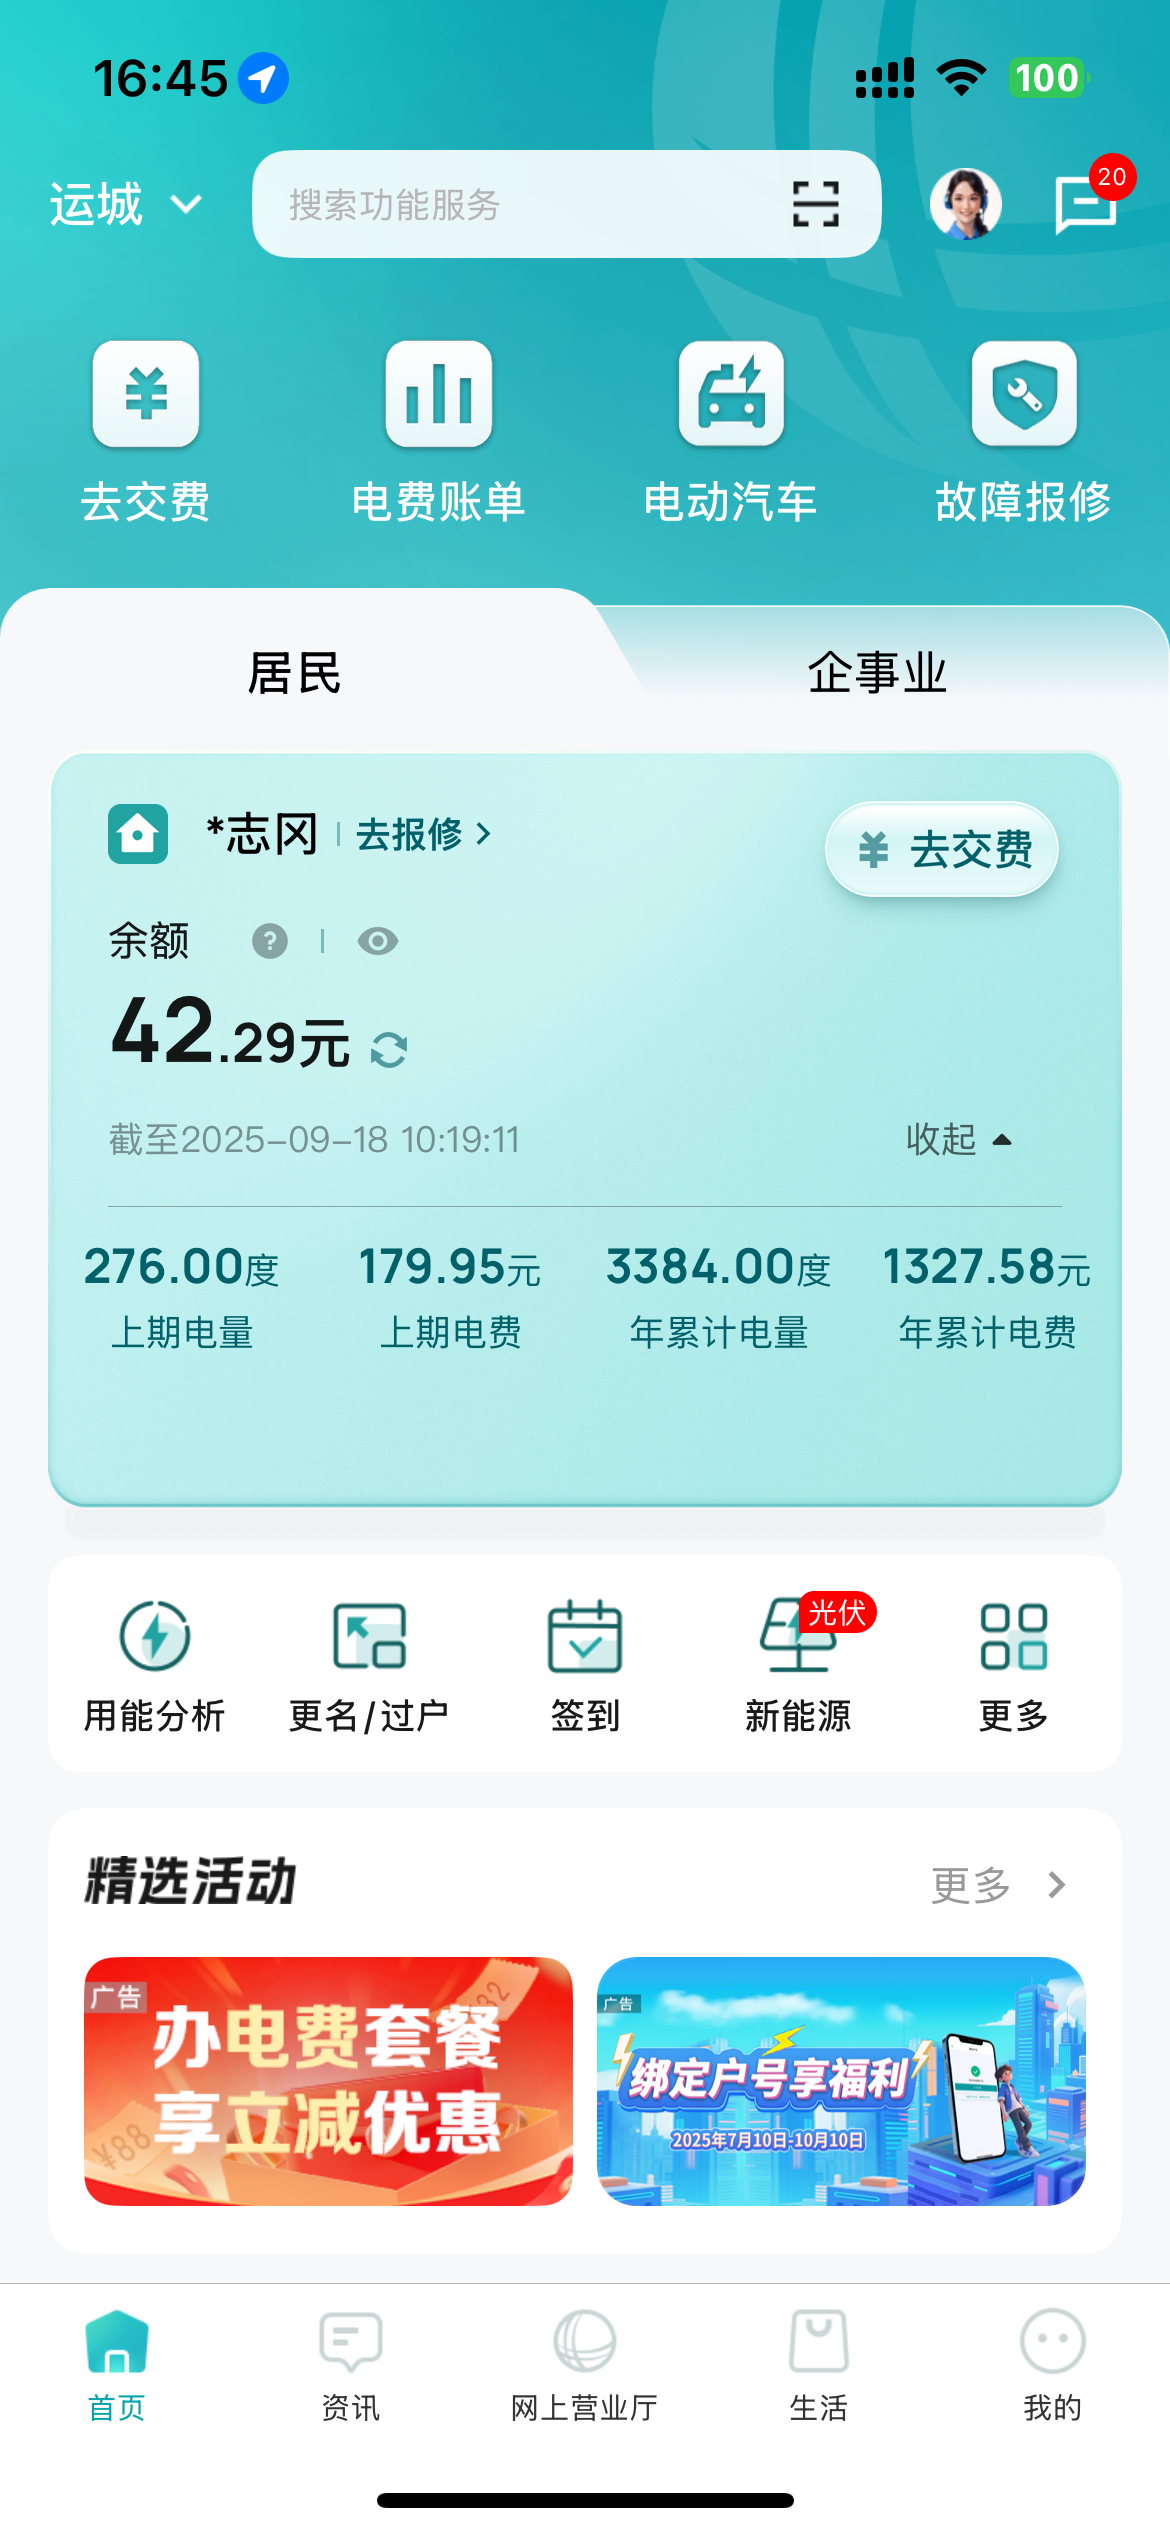 16:45
100
运城
搜索功能服务
20
去交费
电费账单
电动汽车
故障报修
居民
企事业
*志冈
去报修
¥ 去交费
余额
42.29元
截至2025-09-18 10:19:11
收起
276.00度
179.95元
3384.00度
1327.58元
上期电量
上期电费
年累计电量
年累计电费
光伏
用能分析
更名/过户
签到
新能源
更多
精选活动
更多
广告
办电费套餐
享立减优惠
¥88
广告
绑定户号享福利
2025年7月10日-10月10日
首页
资讯
网上营业厅
生活
我的